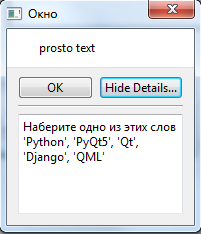 Окно
prosto text
OK
Hide Details...
Наберите одно из этих слов
'Python', 'PyQt5', 'Qt',
'Django', 'QML'